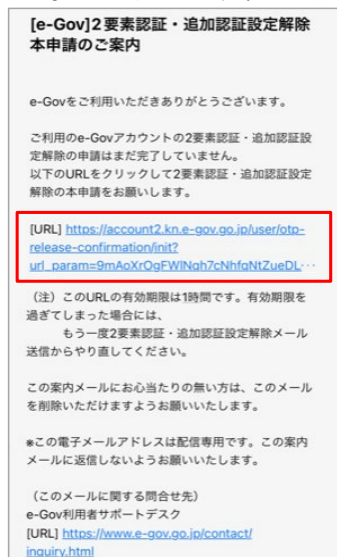 [e-Gov]2要素認証・追加認証設定解除
本申請のご案内
e-Govをご利用いただきありがとうございます。
ご利用のe-Govアカウントの2要素認証・追加認証設
定解除の申請はまだ完了していません。
以下のURLをクリックして2要素認証・追加認証設定
解除の本申請をお願いします。
[URL] https://account2.kn.e-gov.go.jp/user/otp-
release-confirmation/init?
url_param=9mAoXrOgFWlNqh7cNhfqNtZueDL···
（注）このURLの有効期限は1時間です。有効期限を
過ぎてしまった場合には、
もう一度2要素認証・追加認証設定解除メール
送信からやり直してください。
この案内メールにお心当たりの無い方は、このメール
を削除いただけますようお願いいたします。
※この電子メールアドレスは配信専用です。この案内
メールに返信しないようお願いいたします。
（このメールに関する問合せ先）
e-Gov利用者サポートデスク
[URL] https://www.e-gov.go.jp/contact/
inquiry.html